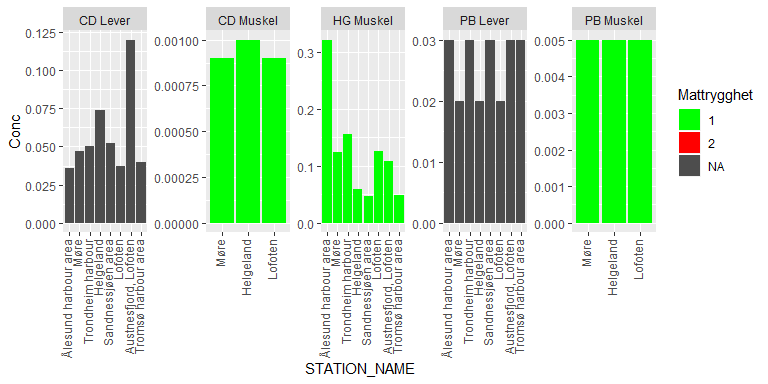 CD Lever
CD Muskel
HG Muskel
PB Lever
PB Muskel
Conc
0.125
0.100
0.075
0.050
0.025
0.000
0.00100
0.00075
0.00050
0.00025
0.00000
0.3
0.2
0.1
0.0
0.03
0.02
0.01
0.00
0.005
0.004
0.003
0.002
0.001
0.000
Ålesund harbour area
Møre
Trondheim harbour
Helgeland
Sandnessjøen area
Lofoten
Austnesfjord, Lofoten
Tromsø harbour area
Møre
Helgeland
Lofoten
Ålesund harbour area
Møre
Trondheim harbour
Helgeland
Sandnessjøen area
Lofoten
Austnesfjord, Lofoten
Tromsø harbour area
Ålesund harbour area
Møre
Trondheim harbour
Helgeland
Sandnessjøen area
Lofoten
Austnesfjord, Lofoten
Tromsø harbour area
Møre
Helgeland
Lofoten
STATION_NAME
Mattrygghet
1
2
NA